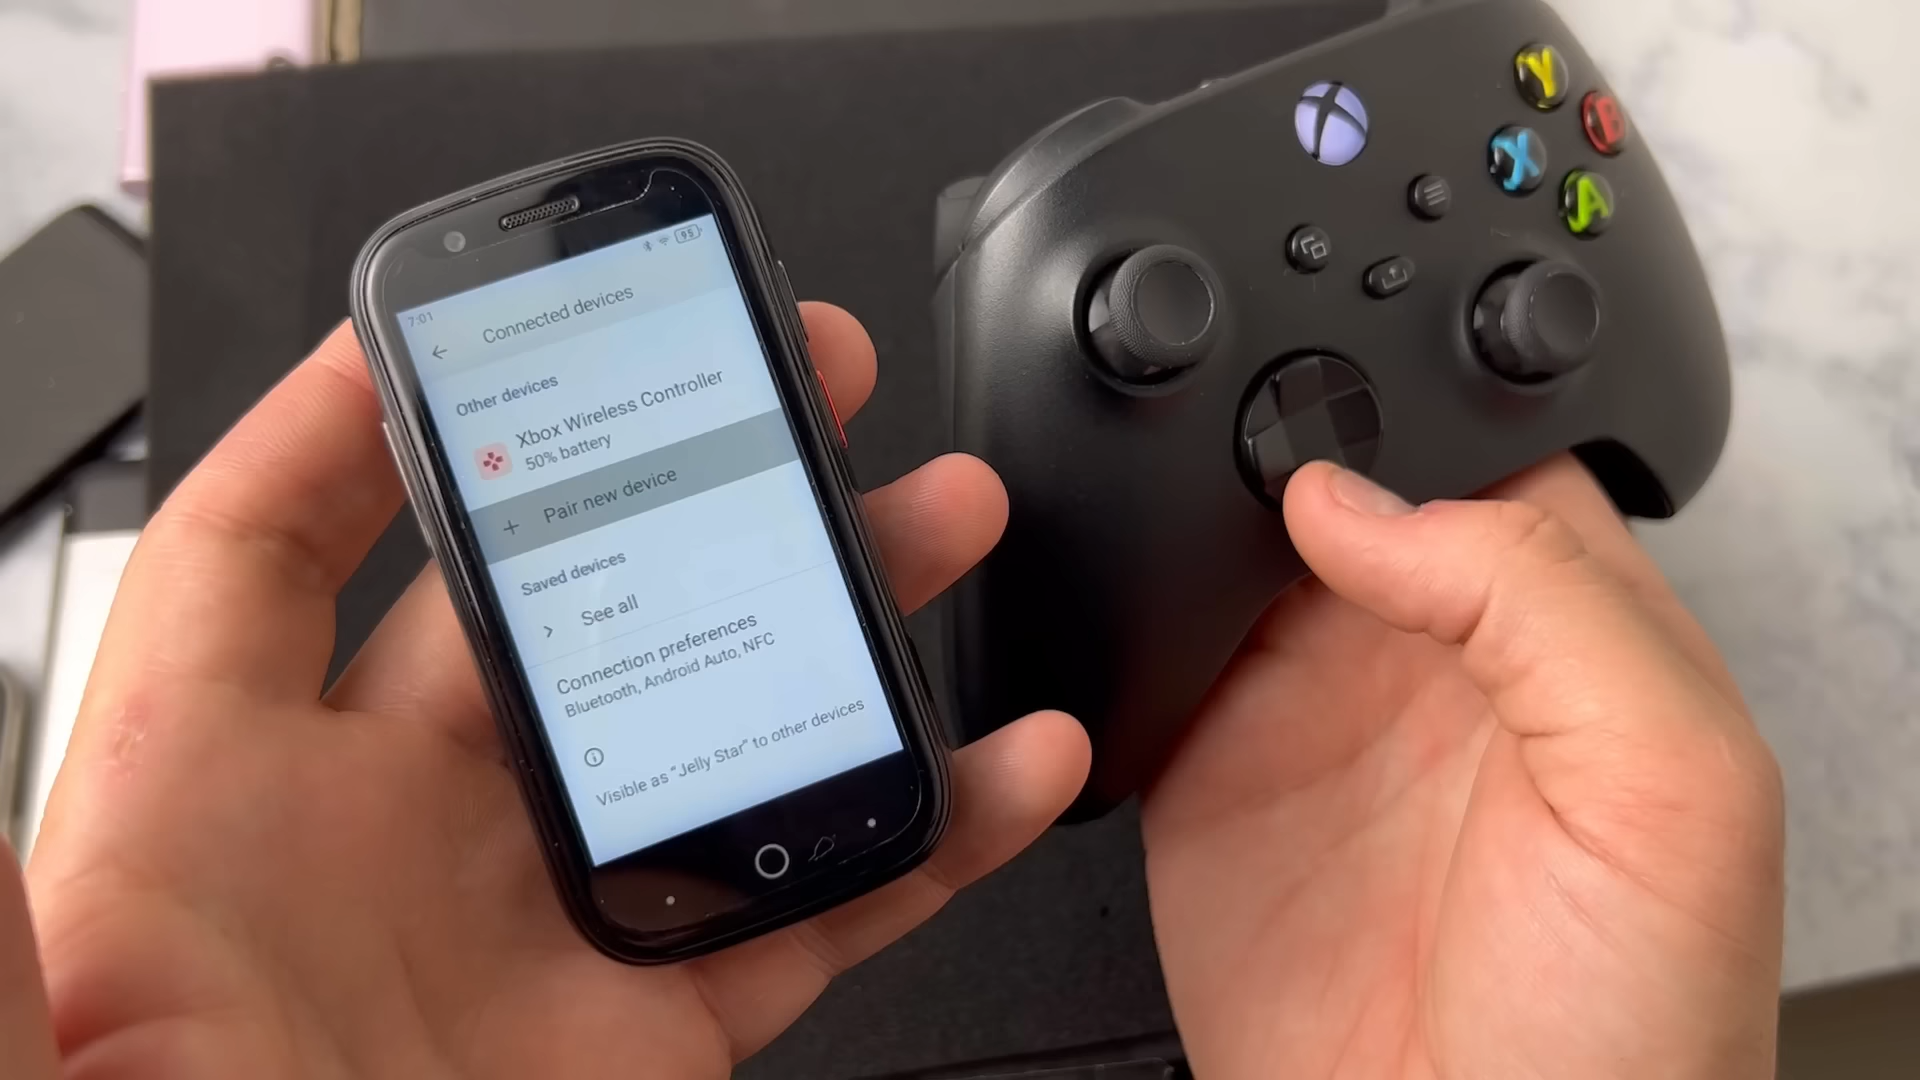 7:01
95
Connected devices
Other devices
Xbox Wireless Controller
50% battery
Pair new device
Saved devices
See all
Connection preferences
Bluetooth, Android Auto, NFC
Visible as “Jelly Star” to other devices
Y
B
X
A